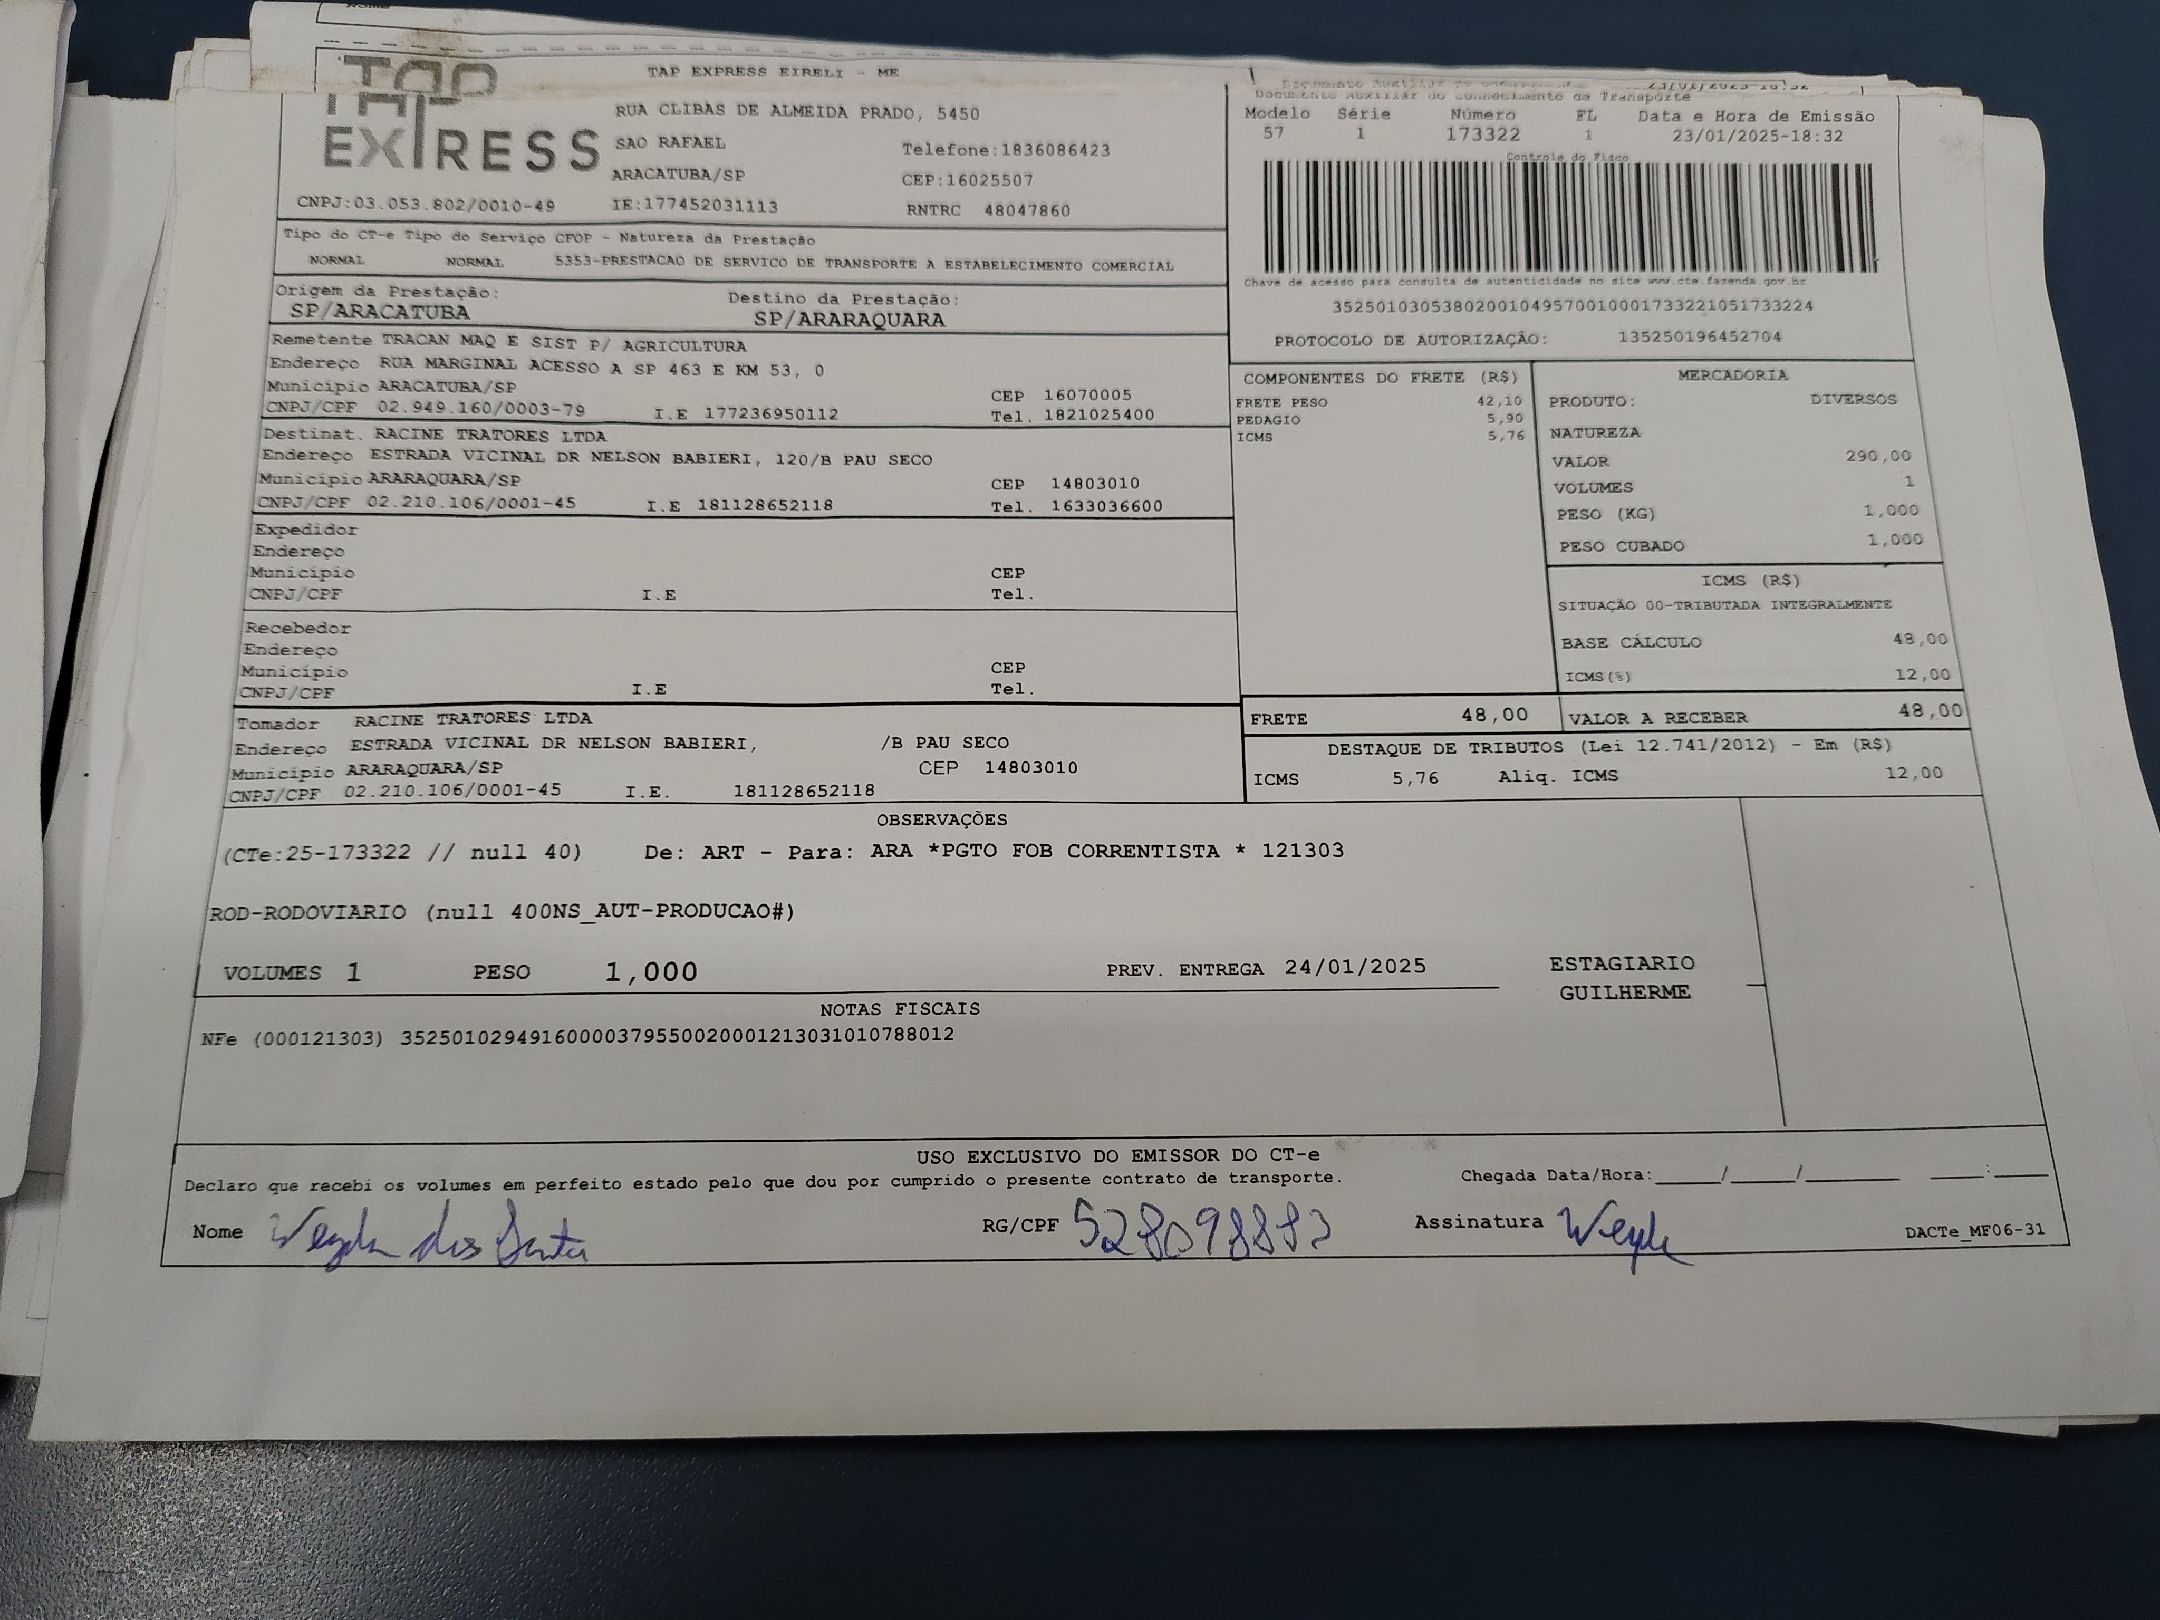 TAP EXPRESS
TAP EXPRESS EIRELI - ME
RUA CLIBAS DE ALMEIDA PRADO, 5450
SAO RAFAEL
Telefone:1836086423
ARACATUBA/SP
CEP:16025507
CNPJ:03.053.802/0010-49 IE:177452031113 RNTRC 48047860
Documento Auxiliar do Conhecimento de Transporte
Modelo Série Número FL Data e Hora de Emissão
57 1 173322 1 23/01/2025-18:32
Controle do Fisco
Chave de acesso para consulta de autenticidade no site www.cte.fazenda.gov.br
35250103053802001049570010001733221051733224
PROTOCOLO DE AUTORIZAÇÃO: 135250196452704
Tipo do CT-e Tipo do Serviço CFOP - Natureza da Prestação
NORMAL NORMAL 5353-PRESTACAO DE SERVICO DE TRANSPORTE A ESTABELECIMENTO COMERCIAL
Origem da Prestação: Destino da Prestação:
SP/ARACATUBA SP/ARARAQUARA
Remetente TRACAN MAQ E SIST P/ AGRICULTURA
Endereço RUA MARGINAL ACESSO A SP 463 E KM 53, 0
Município ARACATUBA/SP CEP 16070005
CNPJ/CPF 02.949.160/0003-79 I.E 177236950112 Tel. 1821025400
Destinat. RACINE TRATORES LTDA
Endereço ESTRADA VICINAL DR NELSON BABIERI, 120/B PAU SECO
Município ARARAQUARA/SP CEP 14803010
CNPJ/CPF 02.210.106/0001-45 I.E 181128652118 Tel. 1633036600
Expedidor
Endereço
Município CEP
CNPJ/CPF I.E Tel.
Recebedor
Endereço
Município CEP
CNPJ/CPF I.E Tel.
Tomador RACINE TRATORES LTDA
Endereço ESTRADA VICINAL DR NELSON BABIERI, /B PAU SECO
Município ARARAQUARA/SP CEP 14803010
CNPJ/CPF 02.210.106/0001-45 I.E. 181128652118
COMPONENTES DO FRETE (R$)
FRETE PESO 42,10
PEDAGIO 5,90
ICMS 5,76
MERCADORIA
PRODUTO: DIVERSOS
NATUREZA
VALOR 290,00
VOLUMES 1
PESO (KG) 1,000
PESO CUBADO 1,000
ICMS (R$)
SITUAÇÃO 00-TRIBUTADA INTEGRALMENTE
BASE CÁLCULO 48,00
ICMS(%) 12,00
FRETE 48,00 VALOR A RECEBER 48,00
DESTAQUE DE TRIBUTOS (Lei 12.741/2012) - Em (R$)
ICMS 5,76 Aliq. ICMS 12,00
OBSERVAÇÕES
(CTe:25-173322 // null 40) De: ART - Para: ARA *PGTO FOB CORRENTISTA * 121303
ROD-RODOVIARIO (null 400NS_AUT-PRODUCAO#)
VOLUMES 1 PESO 1,000 PREV. ENTREGA 24/01/2025
ESTAGIARIO
GUILHERME
NOTAS FISCAIS
NFe (000121303) 35250102949160000379550020001213031010788012
USO EXCLUSIVO DO EMISSOR DO CT-e
Declaro que recebi os volumes em perfeito estado pelo que dou por cumprido o presente contrato de transporte. Chegada Data/Hora:____/____/______ ____:____
Nome dos RG/CPF Assinatura DACTe_MF06-31